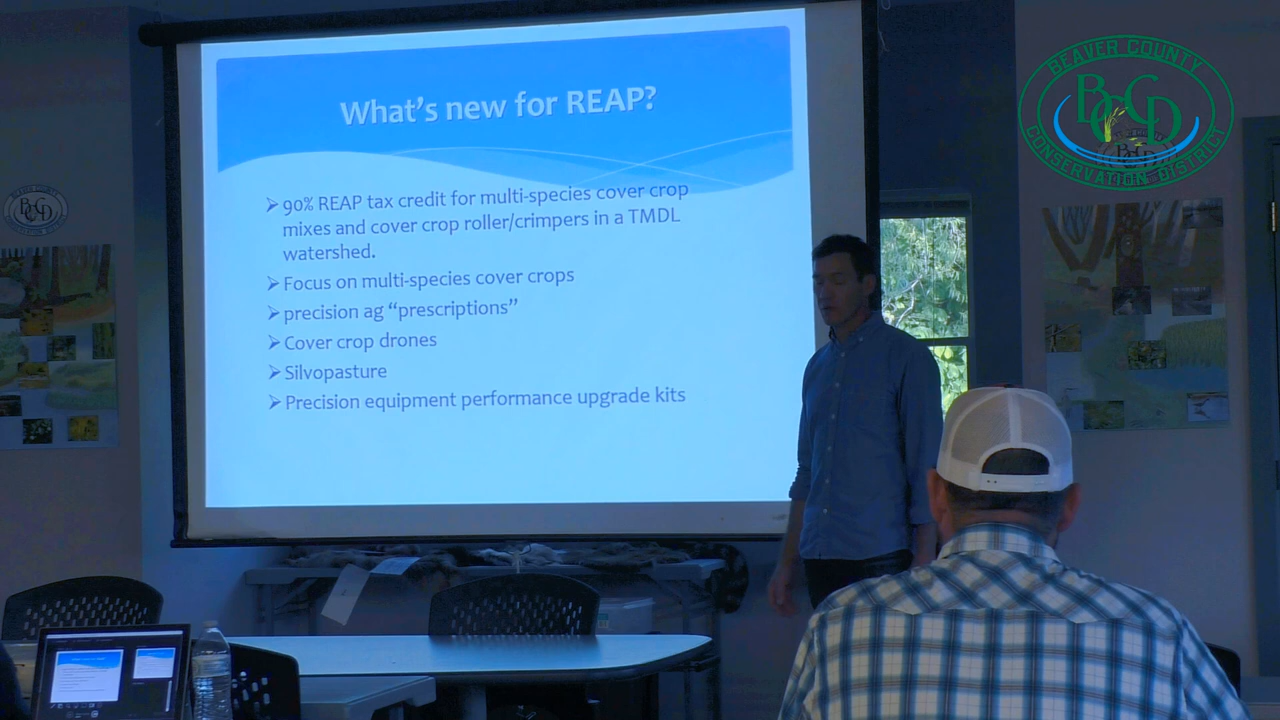 What's new for REAP?
➢ 90% REAP tax credit for multi-species cover crop
mixes and cover crop roller/crimpers in a TMDL
watershed.
➢ Focus on multi-species cover crops
➢ precision ag “prescriptions”
➢ Cover crop drones
➢ Silvopasture
➢ Precision equipment performance upgrade kits
BEAVER COUNTY
BCCD
CONSERVATION DISTRICT
BCCD